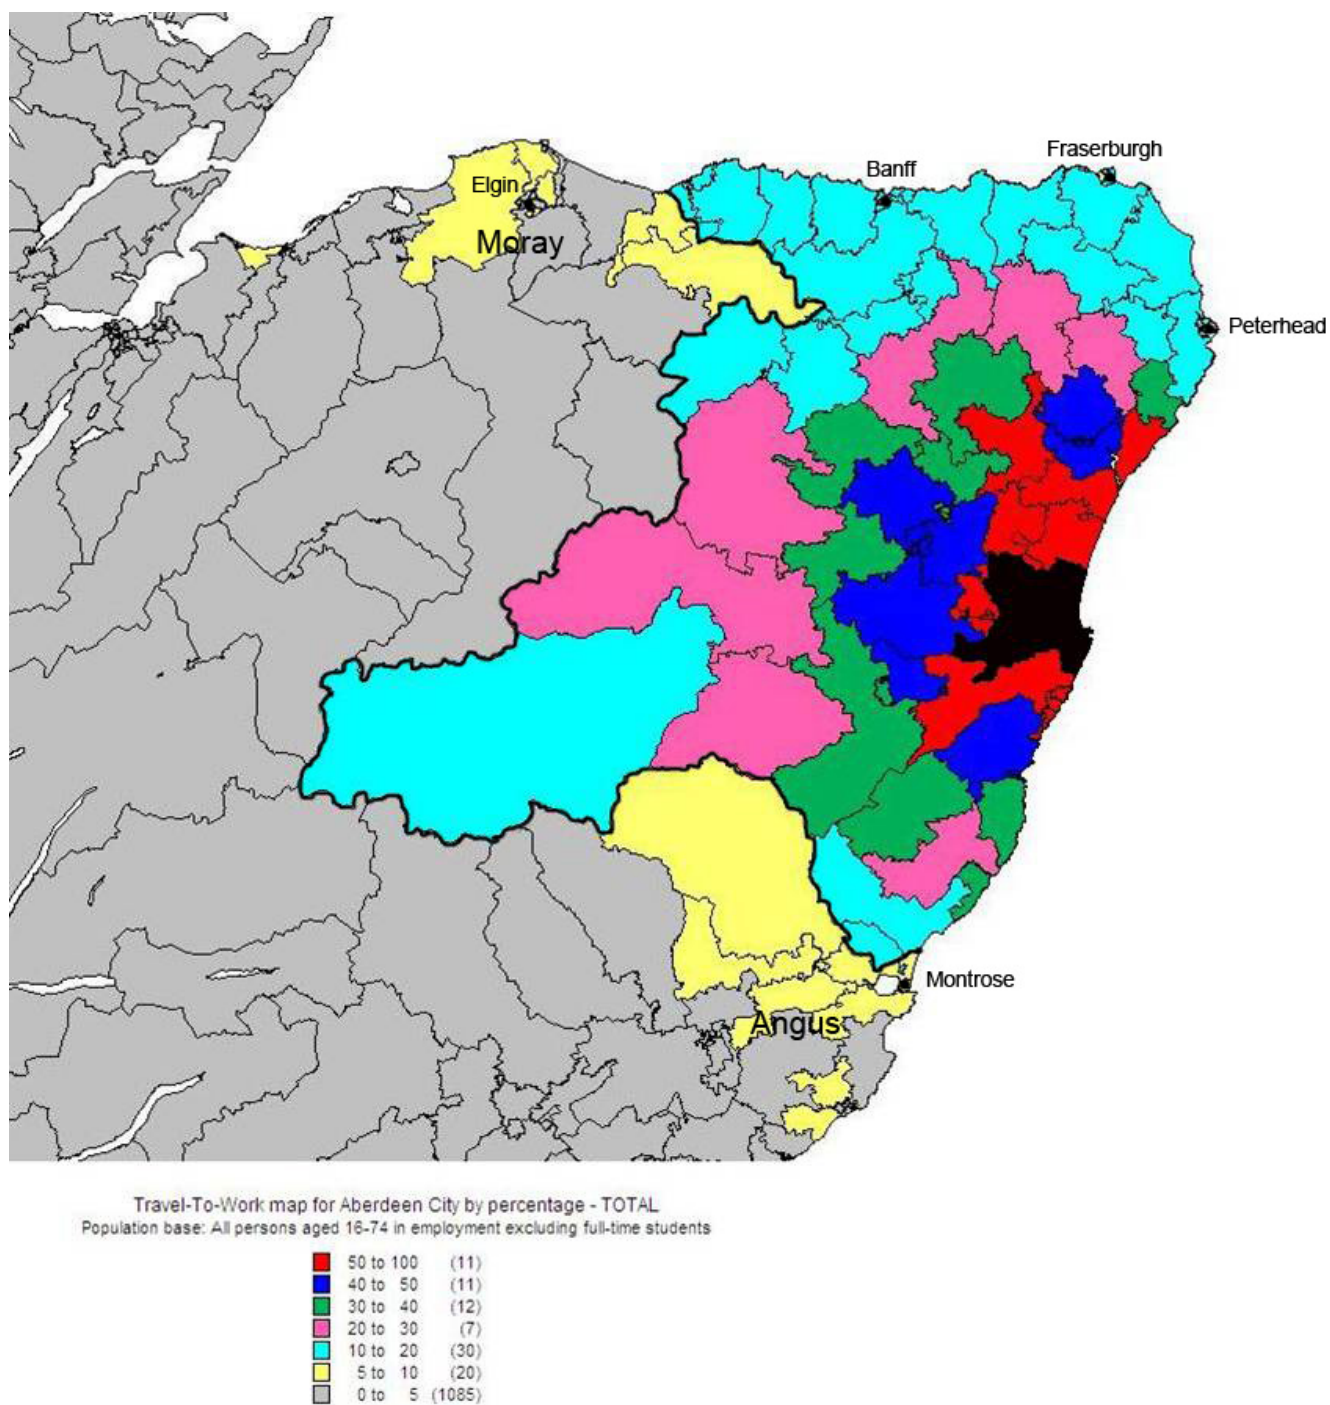 Fraserburgh
Banff
Elgin
Moray
Peterhead
Montrose
Angus
Travel-To-Work map for Aberdeen City by percentage - TOTAL
Population base: All persons aged 16-74 in employment excluding full-time students
50 to 100 (11)
40 to 50 (11)
30 to 40 (12)
20 to 30 (7)
10 to 20 (30)
5 to 10 (20)
0 to 5 (1085)